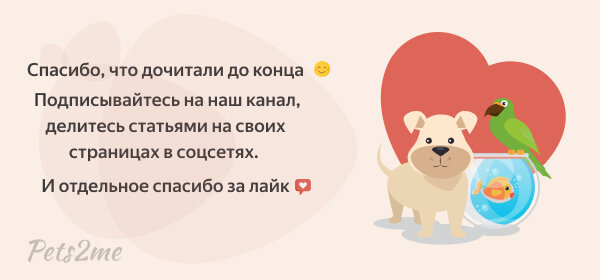 Спасибо, что дочитали до конца 😊
Подписывайтесь на наш канал,
делитесь статьями на своих
страницах в соцсетях.
И отдельное спасибо за лайк
Pets2me